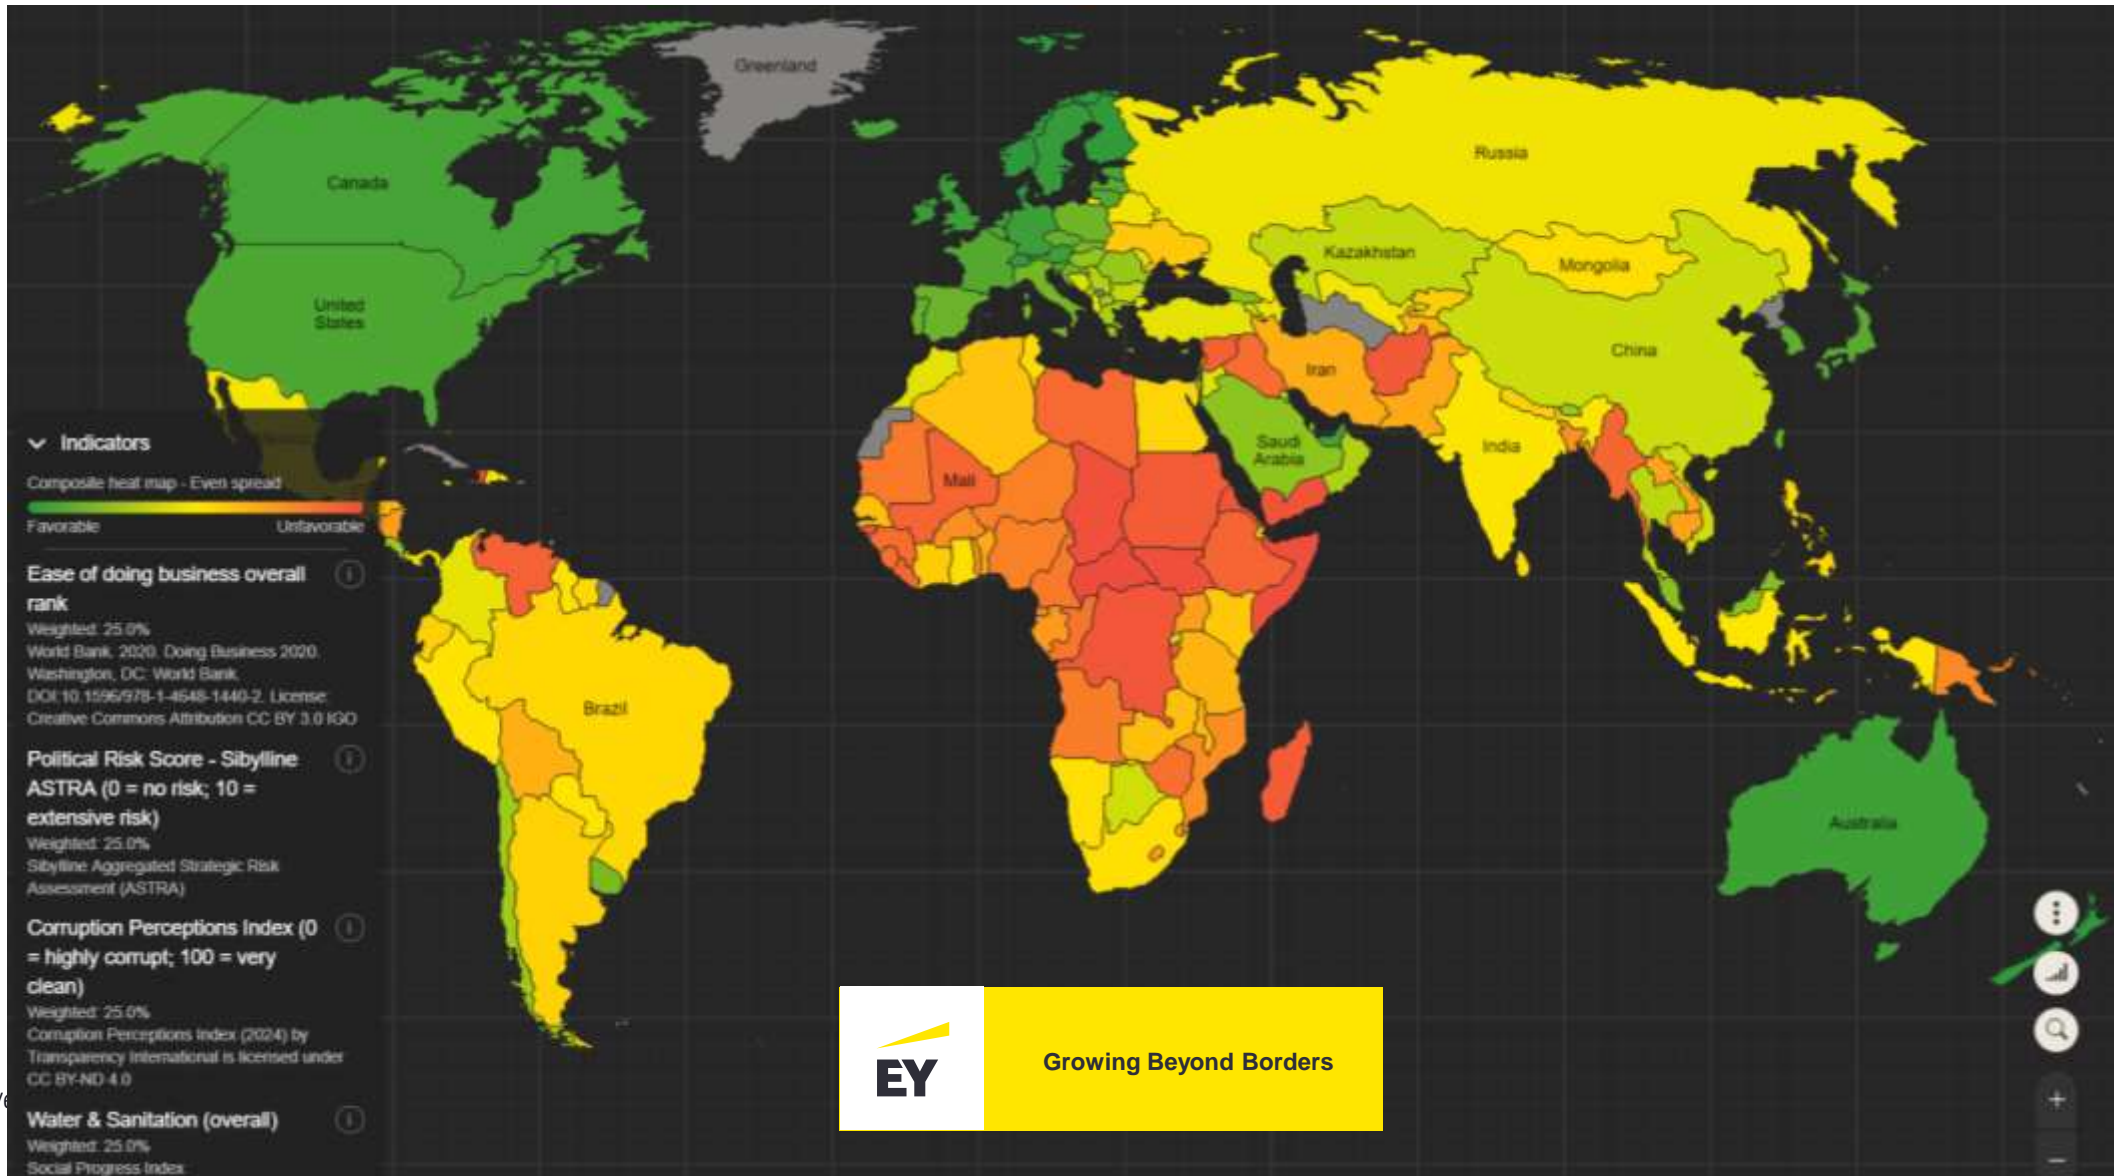 Greenland
Canada
Russia
Kazakhstan
Mongolia
United
States
China
Iran
India
Saudi
Arabia
Mali
Brazil
Australia
Indicators
Composite heat map - Even spread
Favorable
Unfavorable
Ease of doing business overall
rank
Weighted: 25.0%
World Bank. 2020. Doing Business 2020.
Washington, DC: World Bank.
DOI:10.1596/978-1-4648-1440-2. License:
Creative Commons Attribution CC BY 3.0 IGO
Political Risk Score - Sibylline
ASTRA (0 = no risk; 10 =
extensive risk)
Weighted: 25.0%
Sibylline Aggregated Strategic Risk
Assessment (ASTRA)
Corruption Perceptions Index (0
= highly corrupt; 100 = very
clean)
Weighted: 25.0%
Corruption Perceptions Index (2024) by
Transparency International is licensed under
CC BY-ND 4.0
Water & Sanitation (overall)
Weighted: 25.0%
Social Progress Index
EY
Growing Beyond Borders